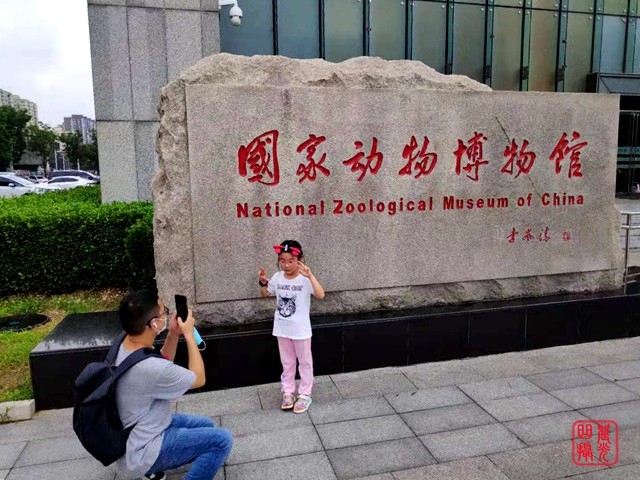 國家动物博物馆
National Zoological Museum of China